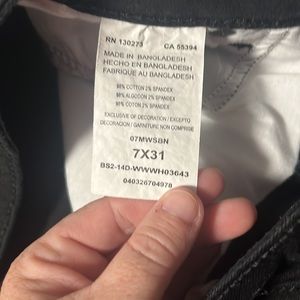 RN 130273 CA 55394
MADE IN BANGLADESH
HECHO EN BANGLADESH
FABRIQUE AU BANGLADESH
98% COTTON 2% SPANDEX
98% ALGODON 2% SPANDEX
98% COTON 2% SPANDEX
EXCLUSIVE OF DECORATION / EXCEPTO
DECORACION / GARNITURE NON COMPRISE
07MWSBN
7X31
BS2-14D-WWWH03643
040326704978